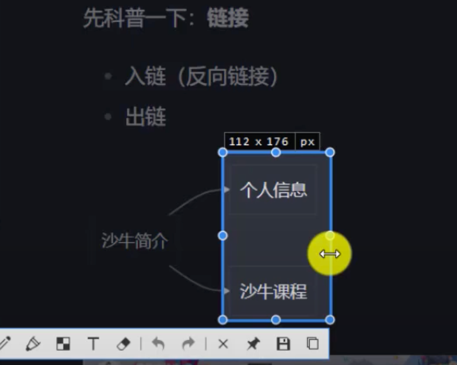 先科普一下：链接
入链（反向链接）
出链
112 x 176 px
个人信息
沙牛简介
沙牛课程
T